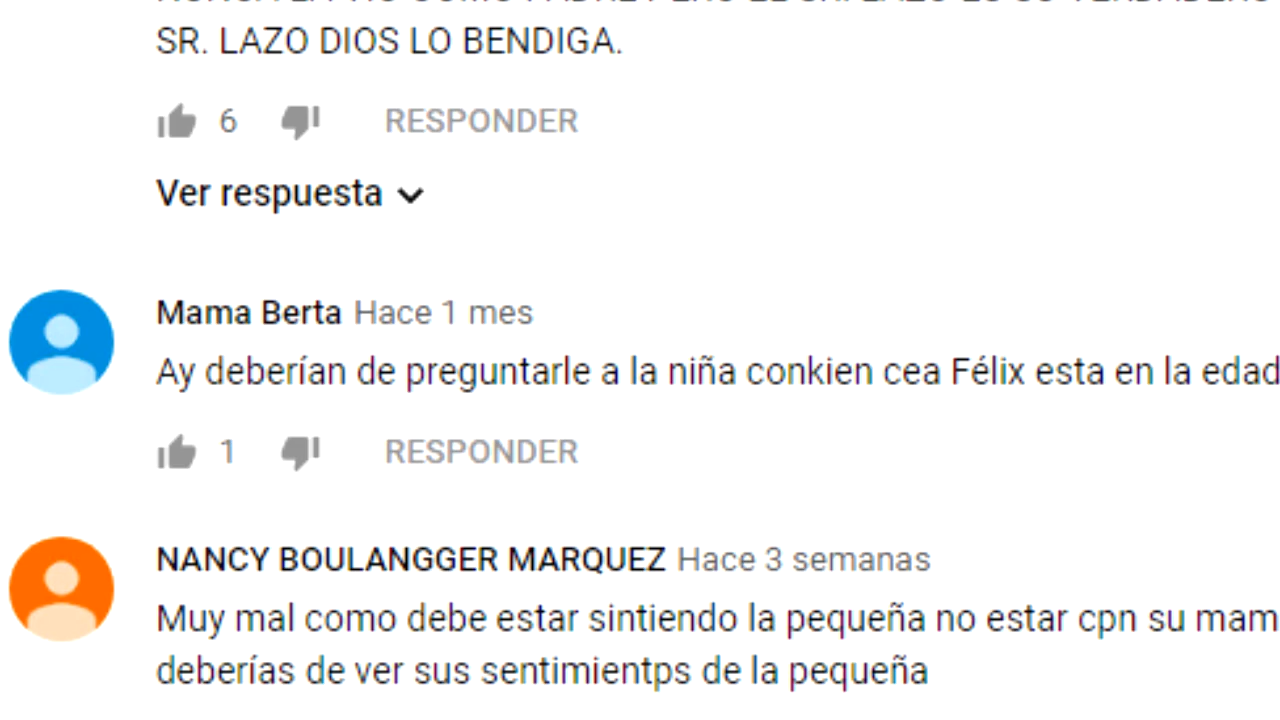 SR. LAZO DIOS LO BENDIGA.
6 RESPONDER
Ver respuesta
Mama Berta Hace 1 mes
Ay deberían de preguntarle a la niña conkien cea Félix esta en la edad
1 RESPONDER
NANCY BOULANGGER MARQUEZ Hace 3 semanas
Muy mal como debe estar sintiendo la pequeña no estar cpn su mam
deberías de ver sus sentimientps de la pequeña